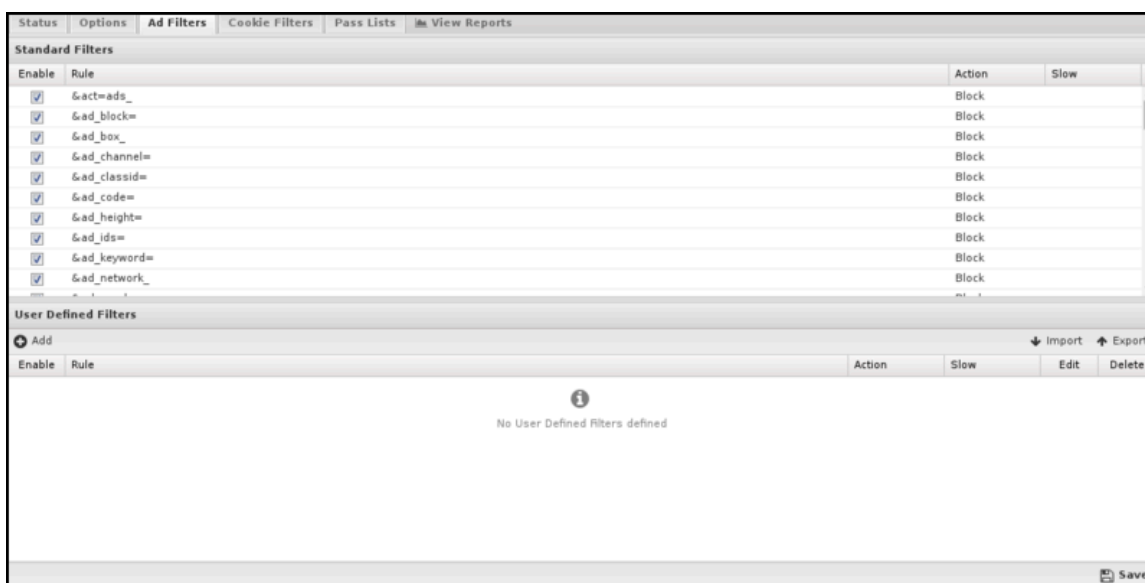 Status Options Ad Filters Cookie Filters Pass Lists View Reports
Standard Filters
Enable Rule Action Slow
&act=ads_ Block
&ad_block= Block
&ad_box_ Block
&ad_channel= Block
&ad_classid= Block
&ad_code= Block
&ad_height= Block
&ad_ids= Block
&ad_keyword= Block
&ad_network_ Block
User Defined Filters
Add Import Export
Enable Rule Action Slow Edit Delete
No User Defined Filters defined
Save